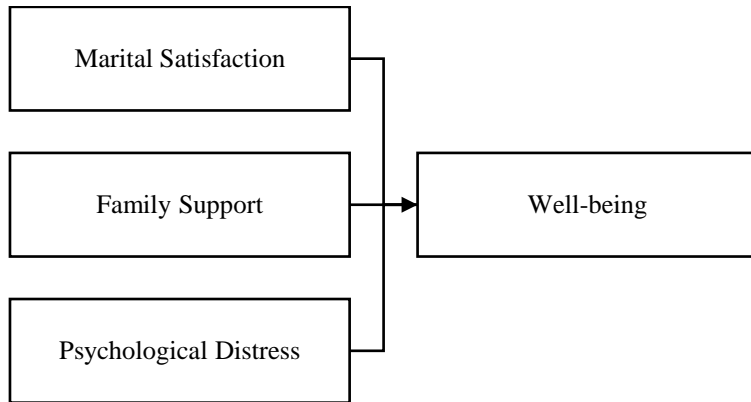 Marital Satisfaction
Family Support
Well-being
Psychological Distress